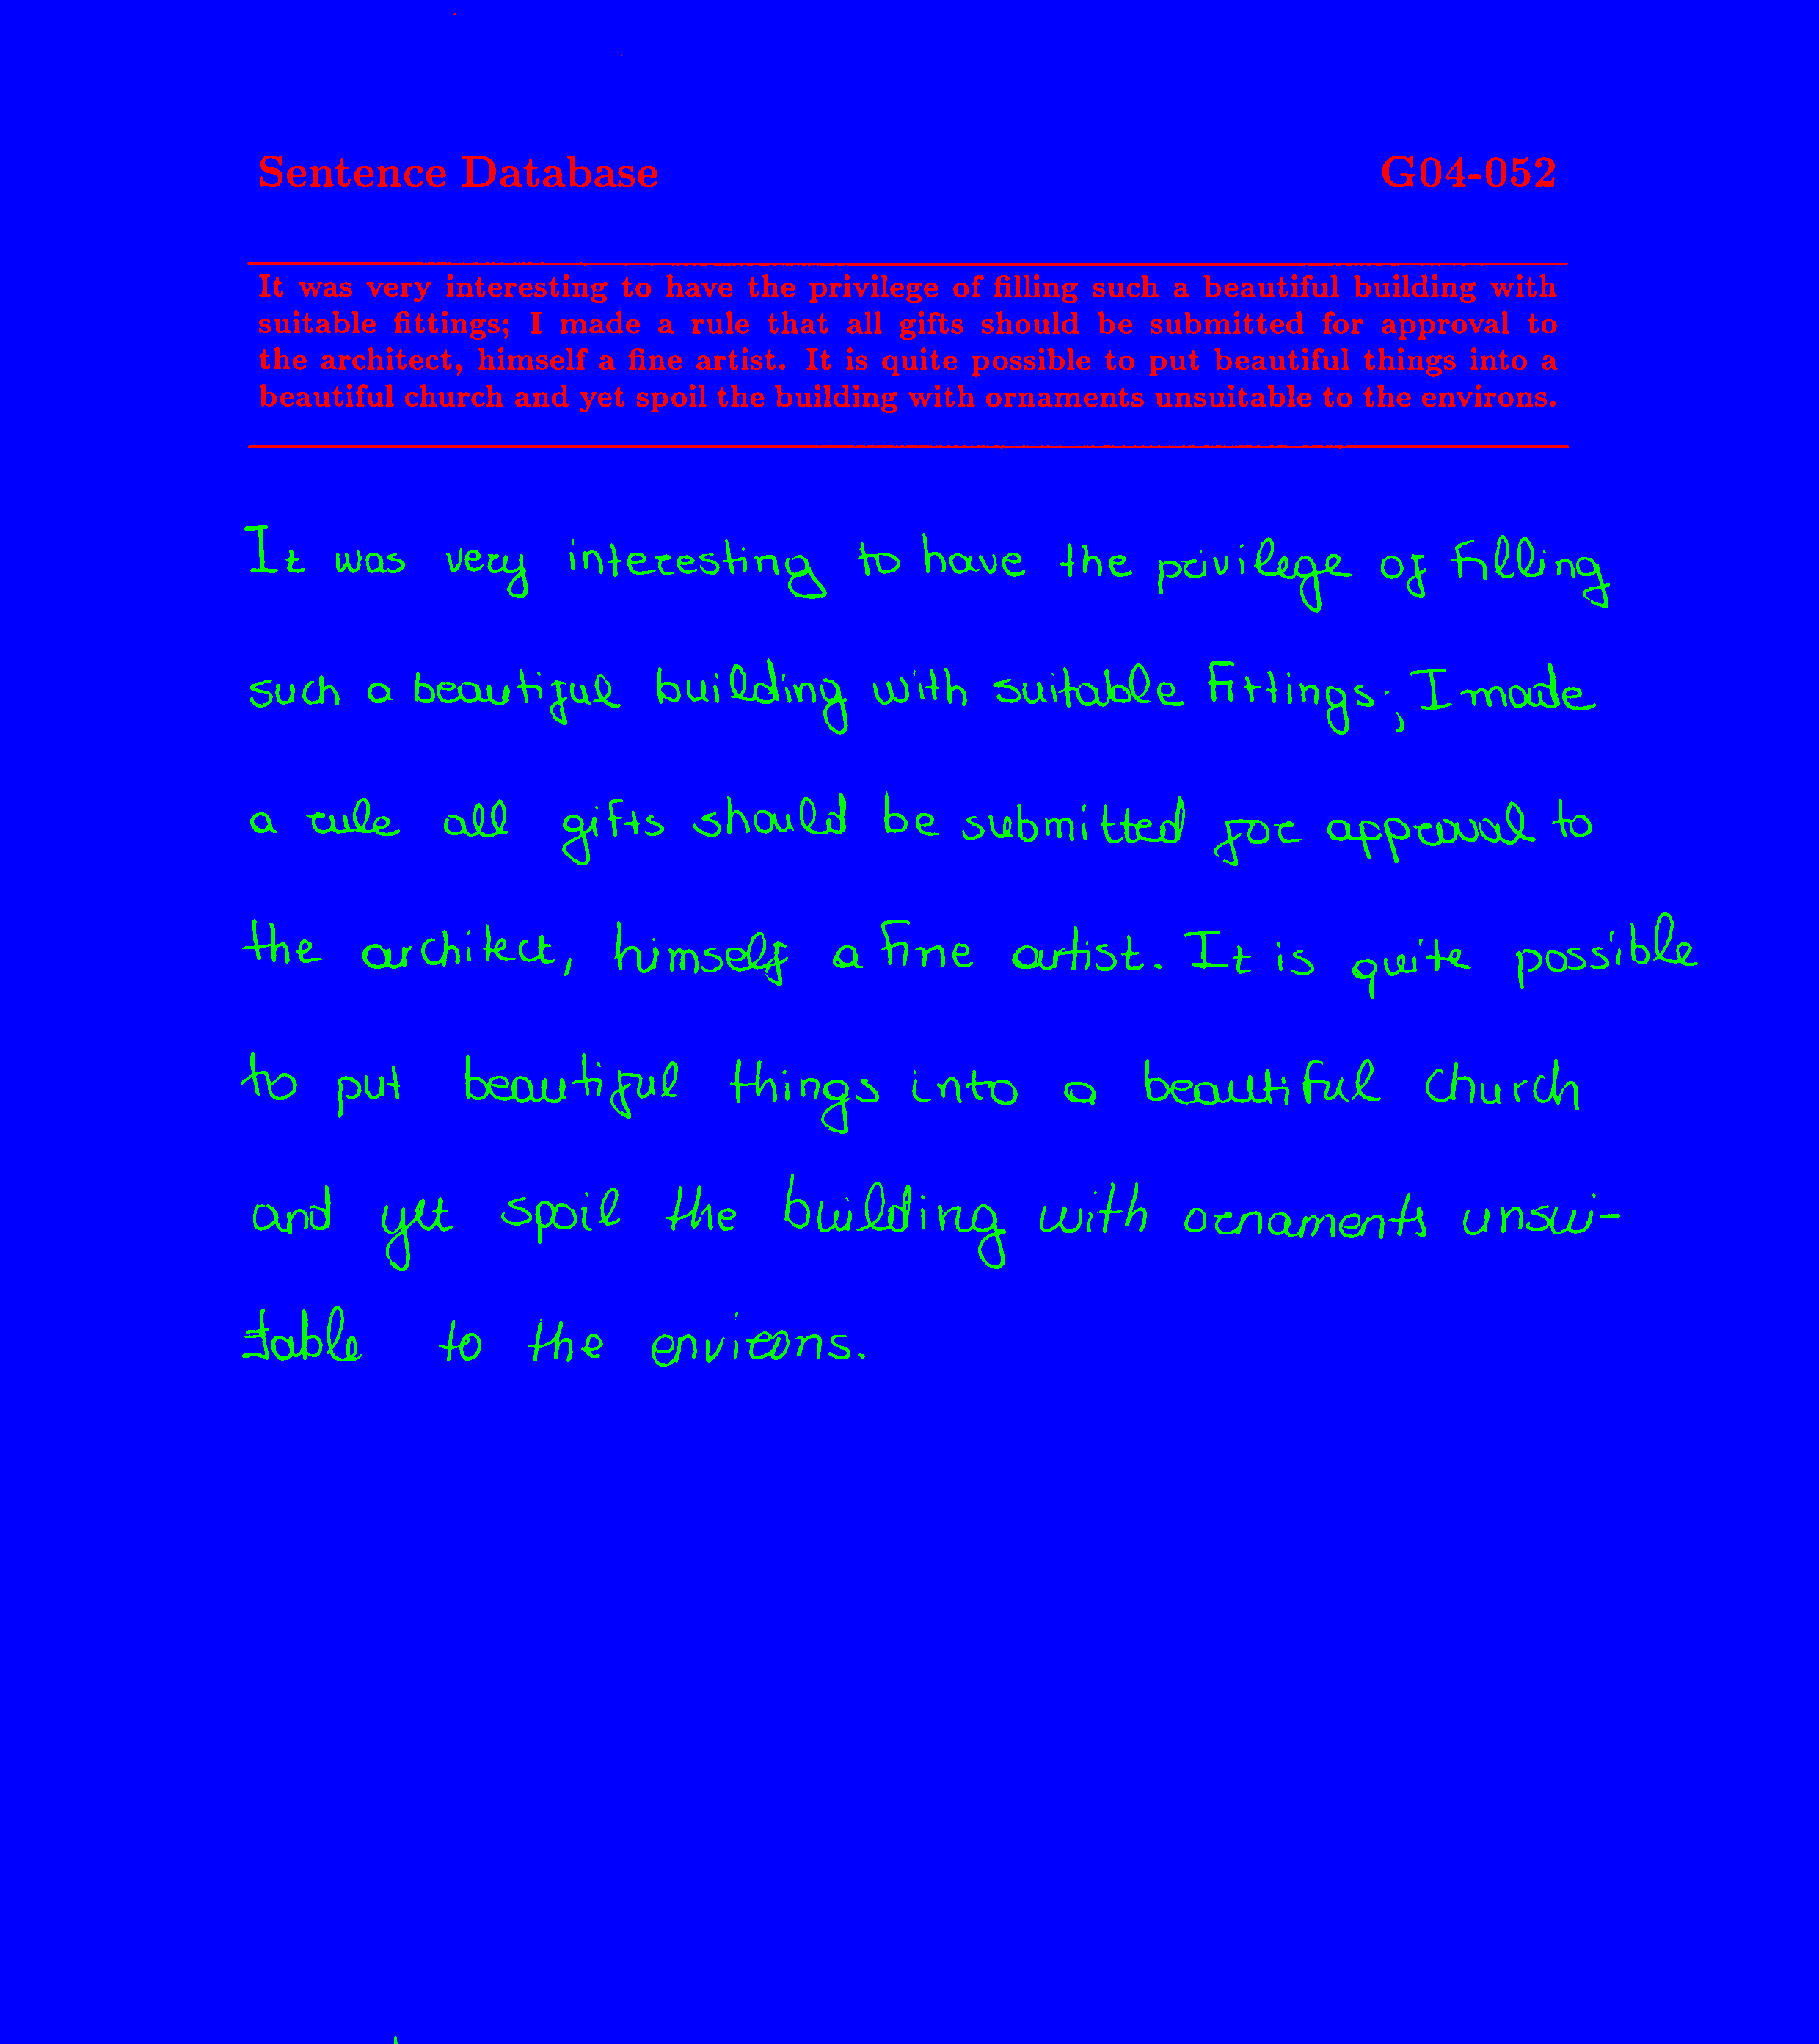 Sentence Database G04-052
It was very interesting to have the privilege of filling such a beautiful building with
suitable fittings; I made a rule that all gifts should be submitted for approval to
the architect, himself a fine artist. It is quite possible to put beautiful things into a
beautiful church and yet spoil the building with ornaments unsuitable to the environs.
It was very interesting to have the privilege of filling
such a beautiful building with suitable fittings; I made
a rule all gifts should be submitted for approval to
the architect, himself a fine artist. It is quite possible
to put beautiful things into a beautiful church
and yet spoil the building with ornaments unsui-
table to the environs.